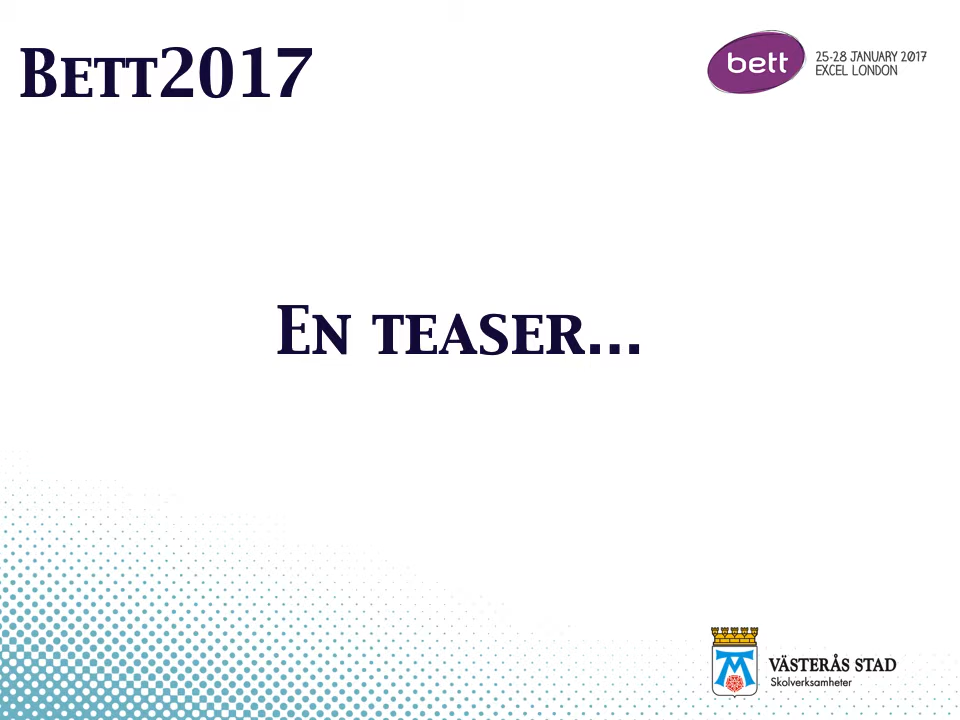 Bett2017
bett
25-28 JANUARY 2017
EXCEL LONDON
En teaser...
VÄSTERÅS STAD
Skolverksamheter